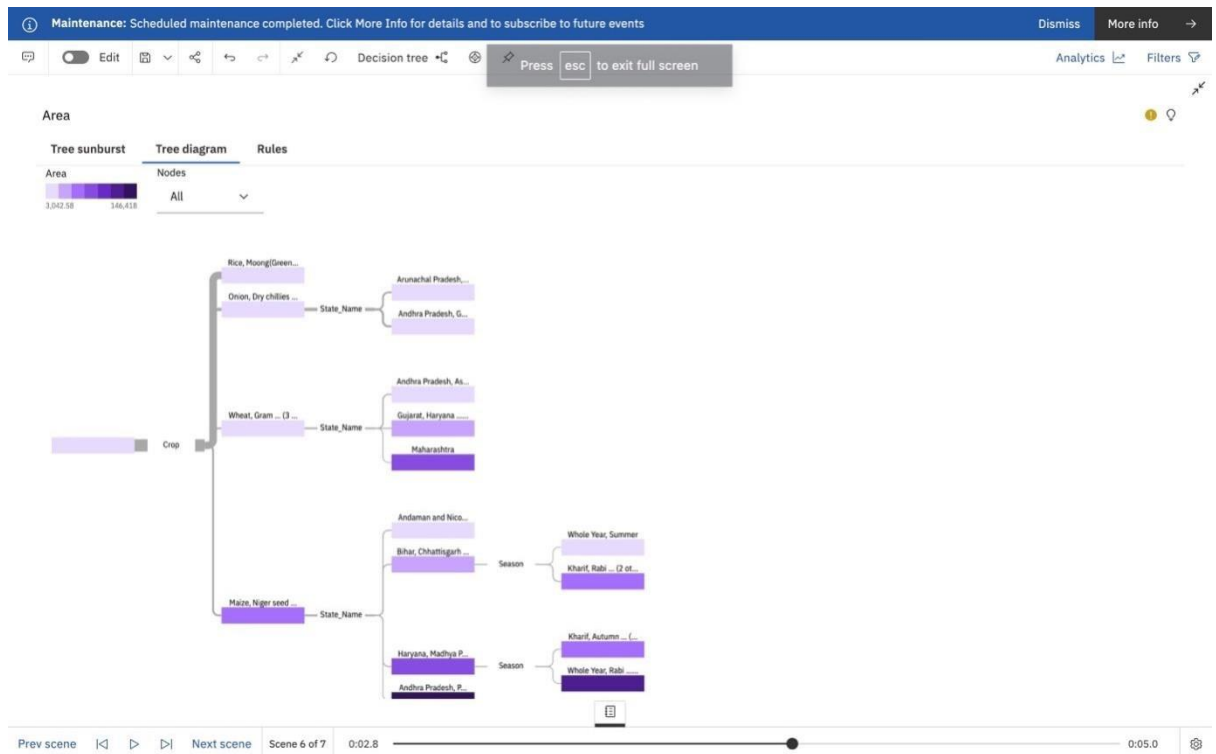 Maintenance: Scheduled maintenance completed. Click More Info for details and to subscribe to future events
Dismiss
More info
Edit
Decision tree
Press esc to exit full screen
Analytics
Filters
Area
Tree sunburst
Tree diagram
Rules
Area
Nodes
3,042.58
146,418
All
Rice, Moong(Green...
Onion, Dry chillies ...
State_Name
Arunachal Pradesh,...
Andhra Pradesh, G...
Wheat, Gram ... (3 ...
State_Name
Andhra Pradesh, As...
Gujarat, Haryana ......
Maharashtra
Crop
Andaman and Nico...
Bihar, Chhattisgarh ...
Season
Whole Year, Summer
Kharif, Rabi ... (2 ot...
Maize, Niger seed ...
State_Name
Haryana, Madhya P...
Season
Kharif, Autumn ... (...
Whole Year, Rabi ......
Andhra Pradesh, P...
Prev scene
Next scene
Scene 6 of 7
0:02.8
0:05.0